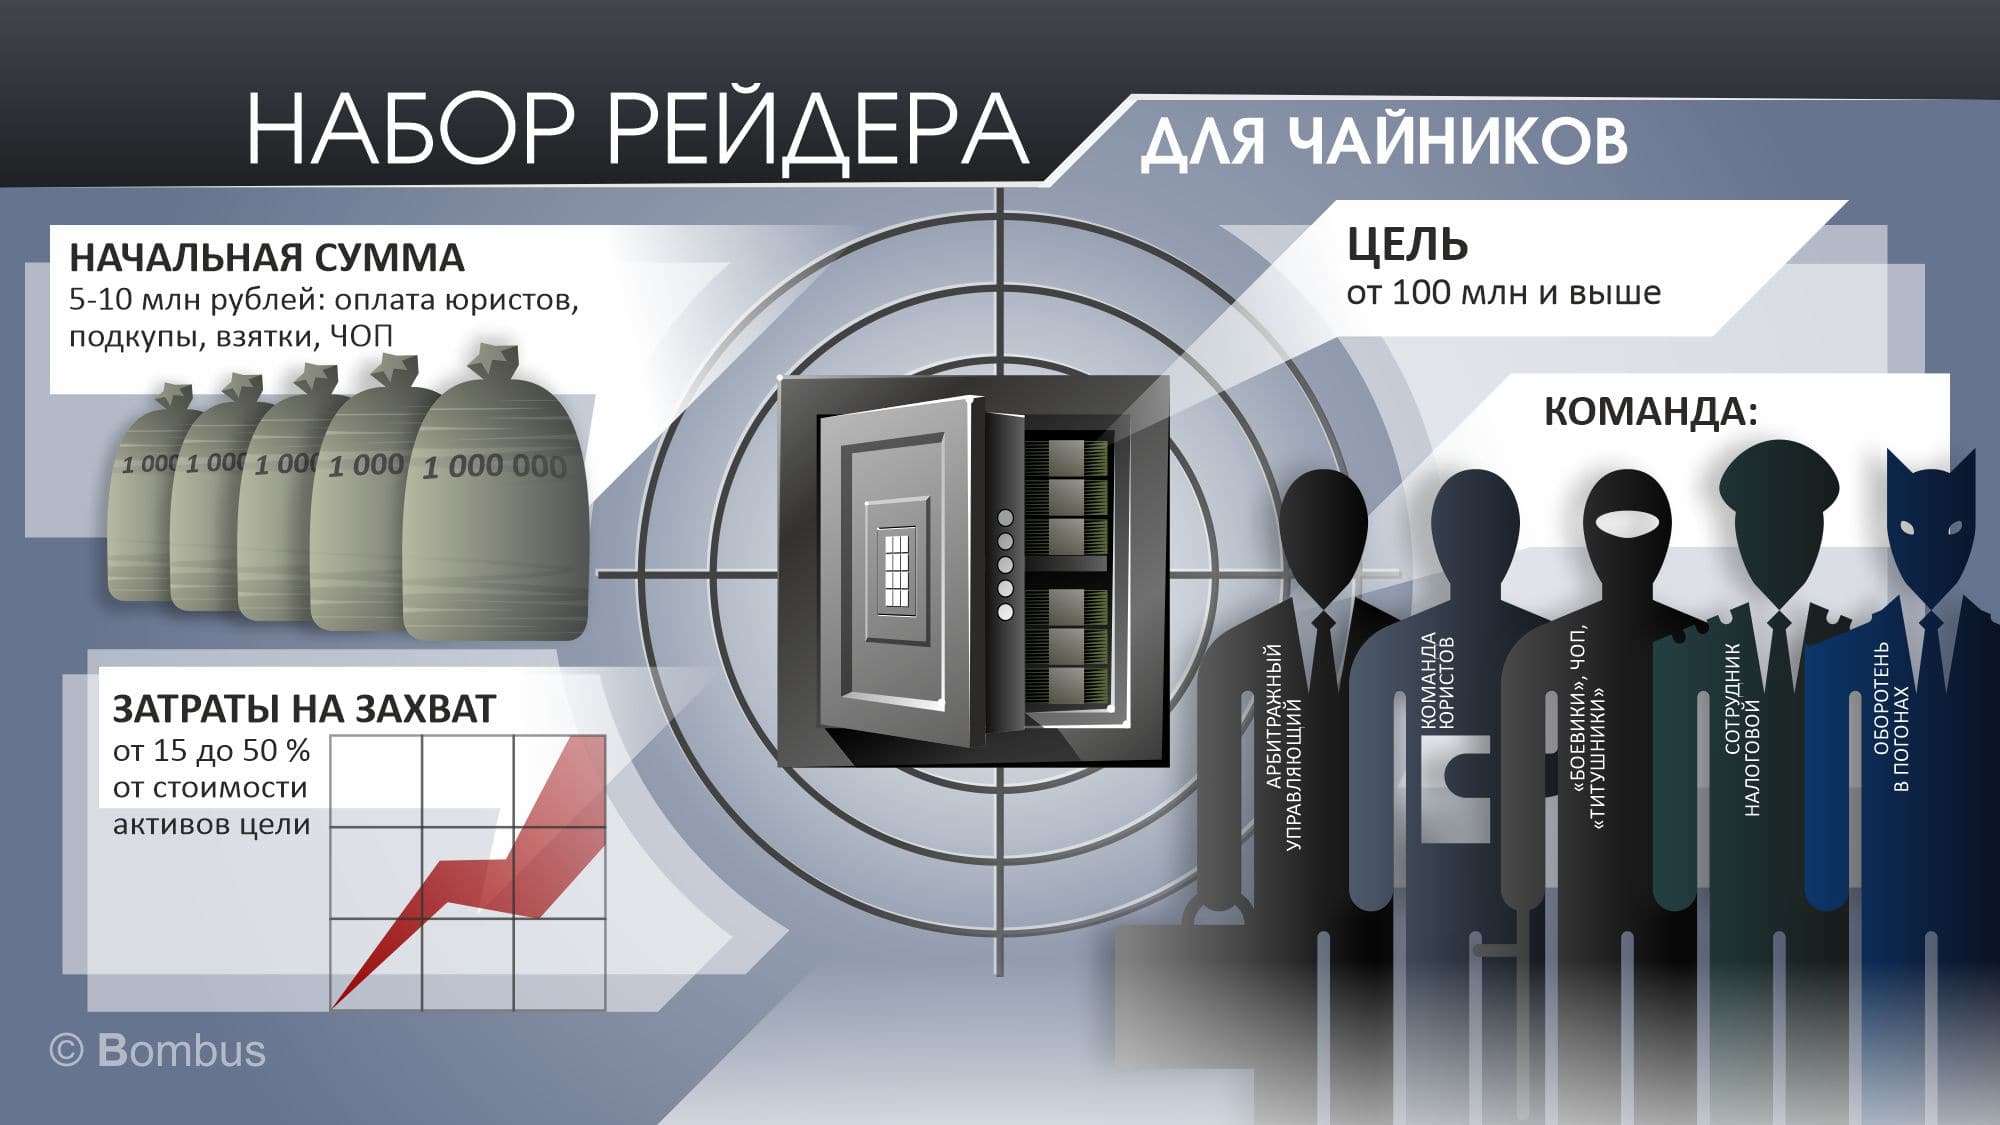 НАБОР РЕЙДЕРА
ДЛЯ ЧАЙНИКОВ
НАЧАЛЬНАЯ СУММА
5-10 млн рублей: оплата юристов,
подкупы, взятки, ЧОП
1 000
1 000
1 000
1 000
1 000 000
ЗАТРАТЫ НА ЗАХВАТ
от 15 до 50 %
от стоимости
активов цели
ЦЕЛЬ
от 100 млн и выше
КОМАНДА:
АРБИТРАЖНЫЙ
УПРАВЛЯЮЩИЙ
КОМАНДА
ЮРИСТОВ
«БОЕВИКИ», ЧОП,
«ТИТУШНИКИ»
СОТРУДНИК
НАЛОГОВОЙ
ОБОРОТЕНЬ
В ПОГОНАХ
© Bombus